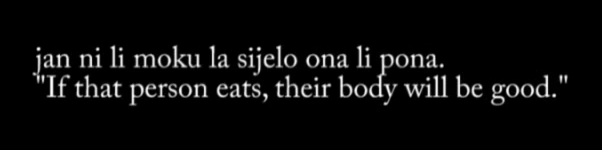 jan ni li moku la sijelo ona li pona.
"If that person eats, their body will be good."